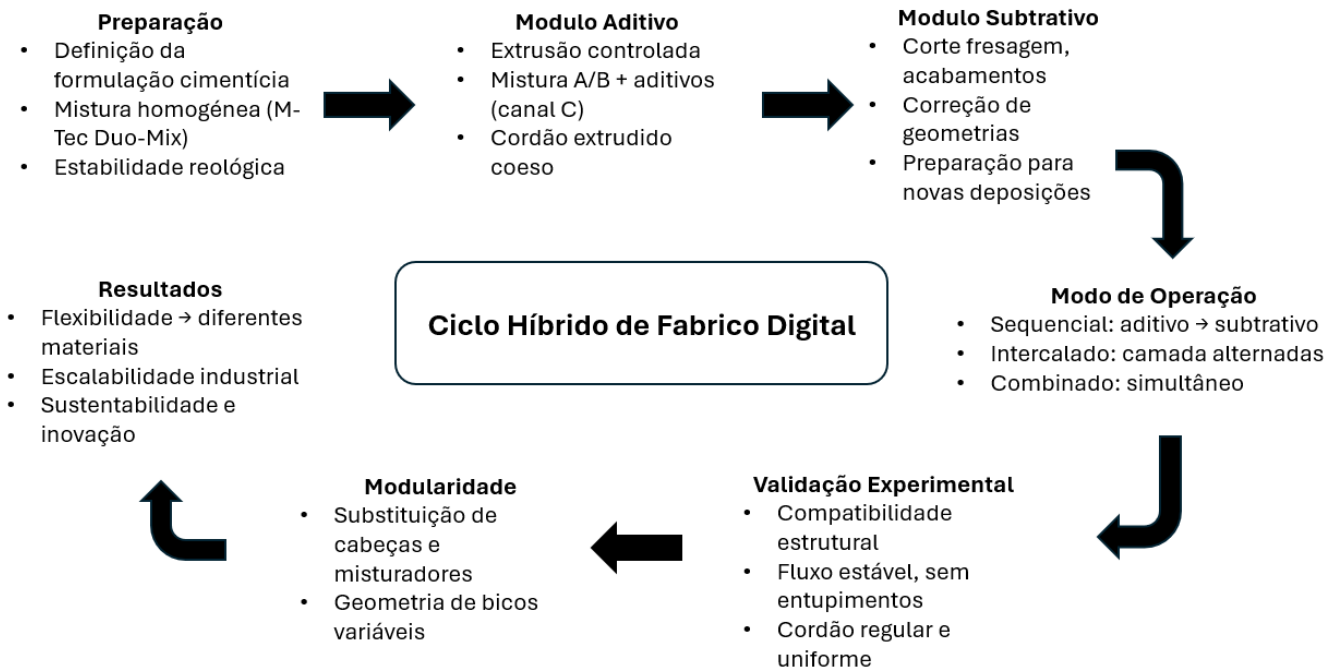 Preparação
• Definição da
formulação cimentícia
• Mistura homogénea (M-
Tec Duo-Mix)
• Estabilidade reológica
Modulo Aditivo
• Extrusão controlada
• Mistura A/B + aditivos
(canal C)
• Cordão extrudido
coeso
Modulo Subtrativo
• Corte fresagem,
acabamentos
• Correção de
geometrias
• Preparação para
novas deposições
Ciclo Híbrido de Fabrico Digital
Modo de Operação
• Sequencial: aditivo → subtrativo
• Intercalado: camada alternadas
• Combinado: simultâneo
Validação Experimental
• Compatibilidade
estrutural
• Fluxo estável, sem
entupimentos
• Cordão regular e
uniforme
Modularidade
• Substituição de
cabeças e
misturadores
• Geometria de bicos
variáveis
Resultados
• Flexibilidade → diferentes
materiais
• Escalabilidade industrial
• Sustentabilidade e
inovação